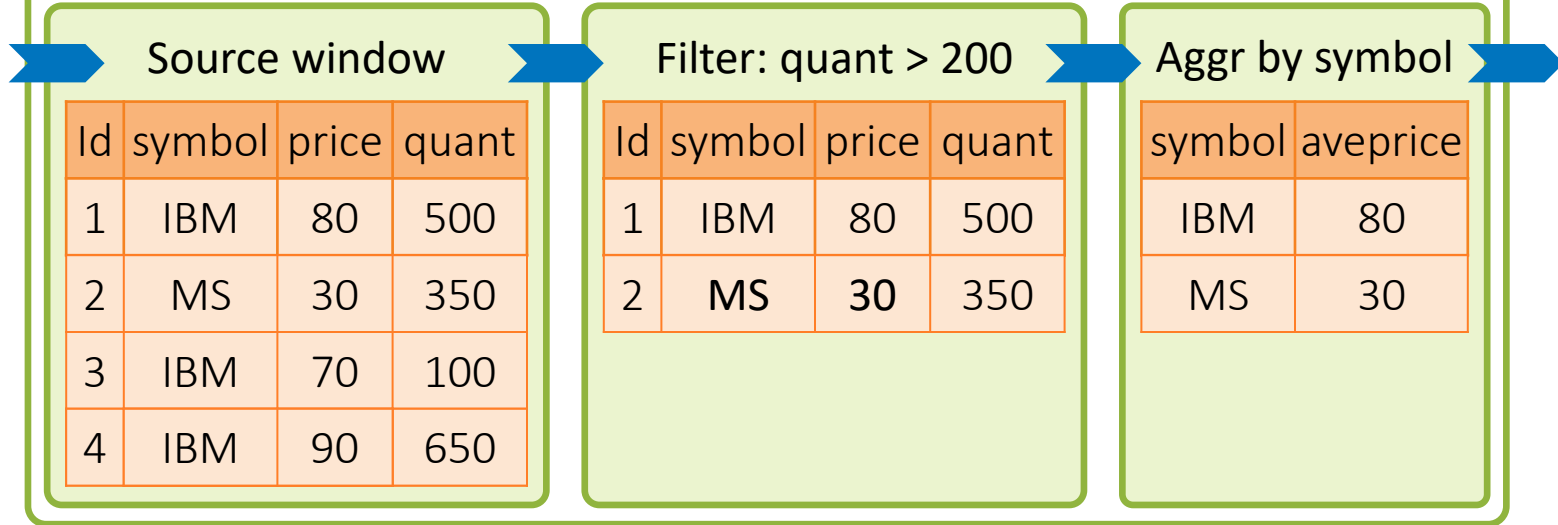 Source window
Id symbol price quant
1 IBM 80 500
2 MS 30 350
3 IBM 70 100
4 IBM 90 650
Filter: quant > 200
Id symbol price quant
1 IBM 80 500
2 MS 30 350
Aggr by symbol
symbol aveprice
IBM 80
MS 30